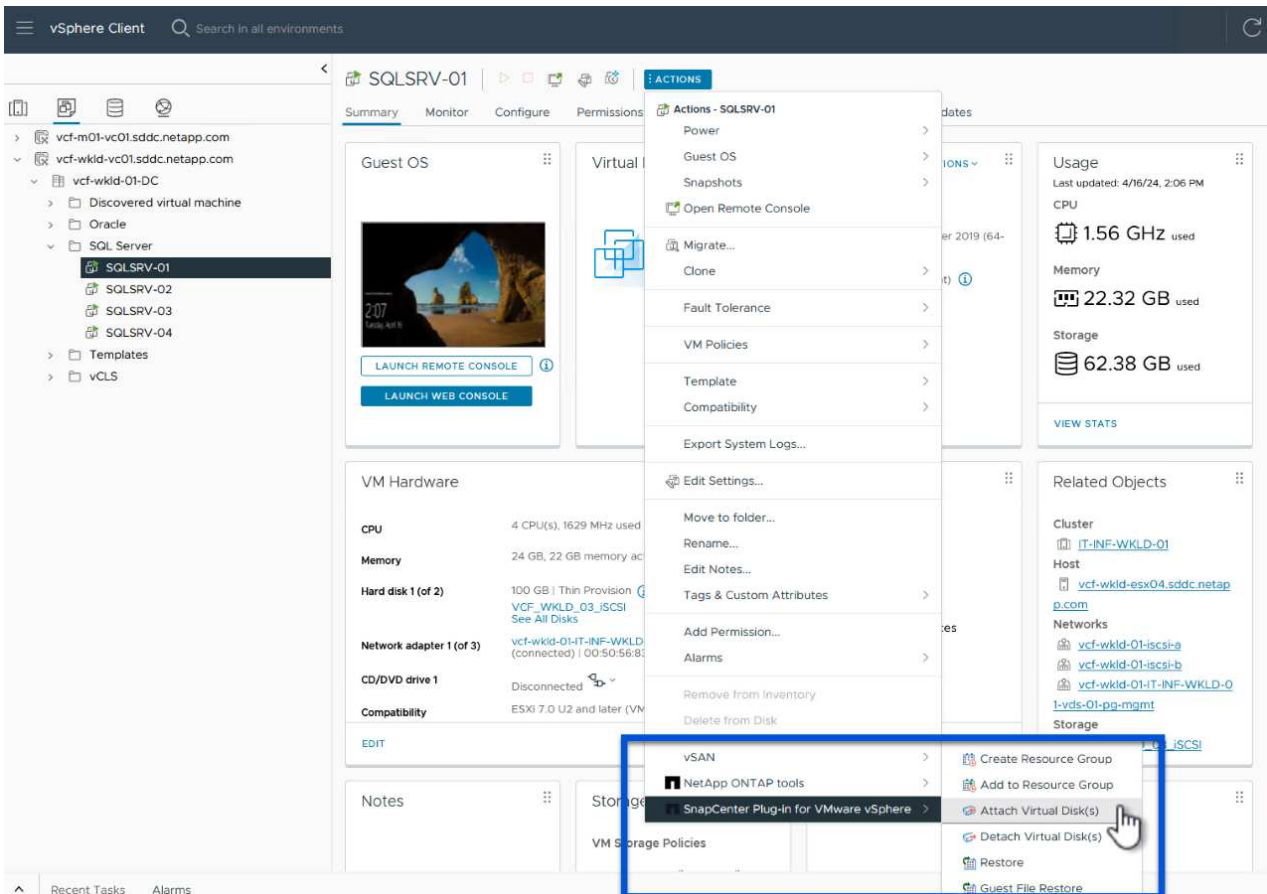 vSphere Client
Search in all environments
SQLSRV-01
ACTIONS
Summary
Monitor
Configure
Permissions
dates
vcf-m01-vc01.sddc.netapp.com
vcf-wkld-vc01.sddc.netapp.com
vcf-wkld-01-DC
Discovered virtual machine
Oracle
SQL Server
SQLSRV-01
SQLSRV-02
SQLSRV-03
SQLSRV-04
Templates
vCLS
Guest OS
2:07
Tuesday, April 16
LAUNCH REMOTE CONSOLE
LAUNCH WEB CONSOLE
Virtual
IONS
er 2019 (64-
t)
Actions - SQLSRV-01
Power
Guest OS
Snapshots
Open Remote Console
Migrate...
Clone
Fault Tolerance
VM Policies
Template
Compatibility
Export System Logs...
Edit Settings...
Move to folder...
Rename...
Edit Notes...
Tags & Custom Attributes
Add Permission...
Alarms
Remove from Inventory
Delete from Disk
vSAN
NetApp ONTAP tools
SnapCenter Plug-in for VMware vSphere
Create Resource Group
Add to Resource Group
Attach Virtual Disk(s)
Detach Virtual Disk(s)
Restore
Guest File Restore
Usage
Last updated: 4/16/24, 2:06 PM
CPU
1.56 GHz used
Memory
22.32 GB used
Storage
62.38 GB used
VIEW STATS
VM Hardware
CPU
4 CPU(s), 1629 MHz used
Memory
24 GB, 22 GB memory ac
Hard disk 1 (of 2)
100 GB | Thin Provision
VCF_WKLD_03_iSCSI
See All Disks
Network adapter 1 (of 3)
vcf-wkld-01-IT-INF-WKLD
(connected) | 00:50:56:83
CD/DVD drive 1
Disconnected
Compatibility
ESXi 7.0 U2 and later (VM
EDIT
ces
Related Objects
Cluster
IT-INF-WKLD-01
Host
vcf-wkld-esx04.sddc.netap
p.com
Networks
vcf-wkld-01-iscsi-a
vcf-wkld-01-iscsi-b
vcf-wkld-01-IT-INF-WKLD-0
1-vds-01-pg-mgmt
Storage
iSCSI
Notes
VM Storage Policies
Recent Tasks
Alarms